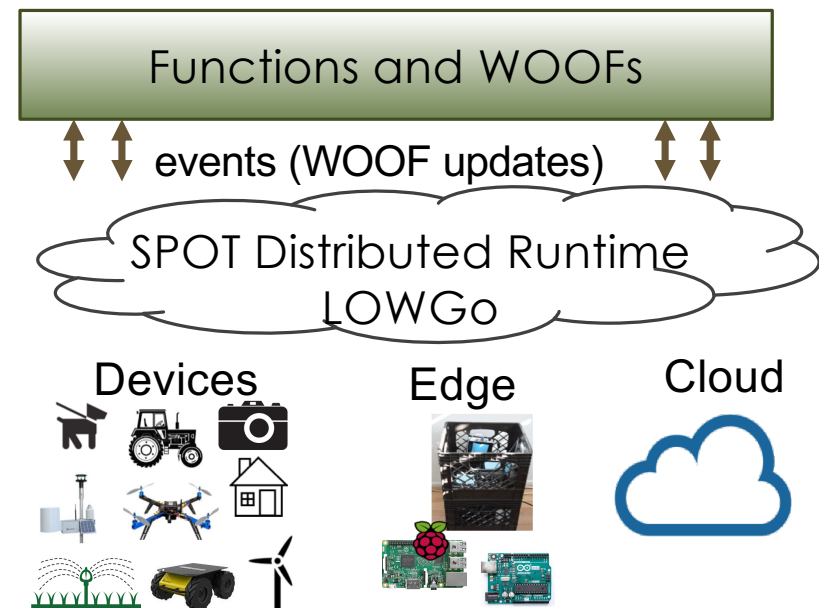 Functions and WOOFs
events (WOOF updates)
SPOT Distributed Runtime
LOWGo
Devices
Edge
Cloud